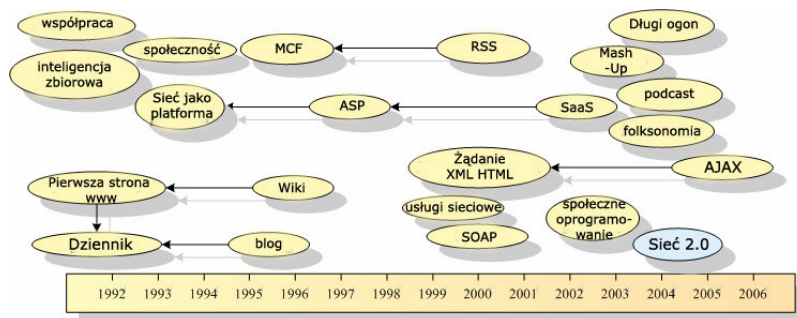 współpraca
społeczność
MCF
RSS
Długi ogon
Mash
-Up
inteligencja
zbiorowa
Sieć jako
platforma
ASP
SaaS
podcast
folksonomia
Żądanie
XML HTML
AJAX
Pierwsza strona
www
Wiki
usługi sieciowe
społeczne
oprogramo-
wanie
Dziennik
blog
SOAP
Sieć 2.0
1992 1993 1994 1995 1996 1997 1998 1999 2000 2001 2002 2003 2004 2005 2006